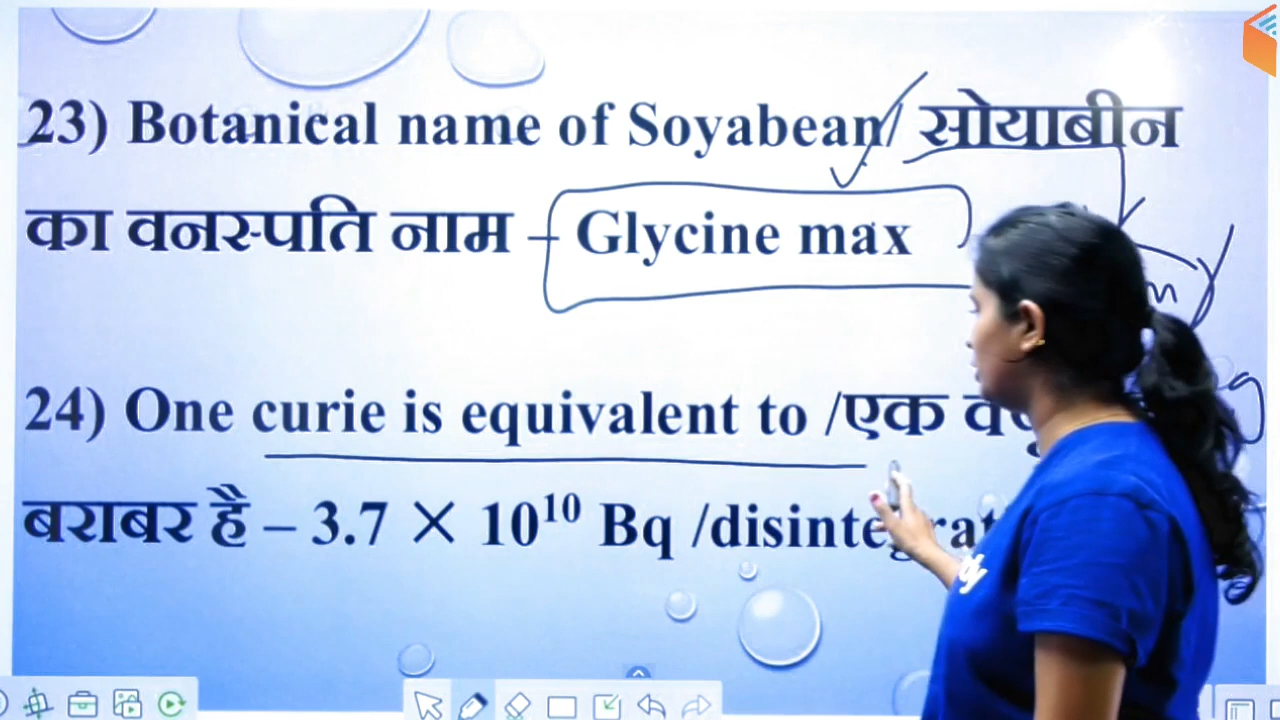 23) Botanical name of Soyabean/ सोयाबीन
का वनस्पति नाम – Glycine max
24) One curie is equivalent to /एक
बराबर है – 3.7 × 10¹⁰ Bq /disintegrat